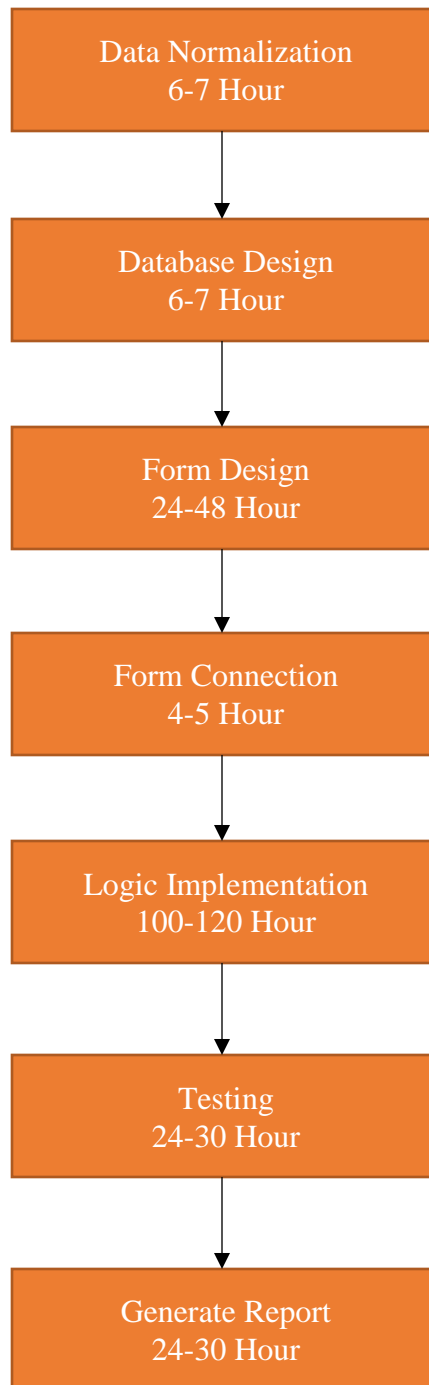 Data Normalization
6-7 Hour
Database Design
6-7 Hour
Form Design
24-48 Hour
Form Connection
4-5 Hour
Logic Implementation
100-120 Hour
Testing
24-30 Hour
Generate Report
24-30 Hour